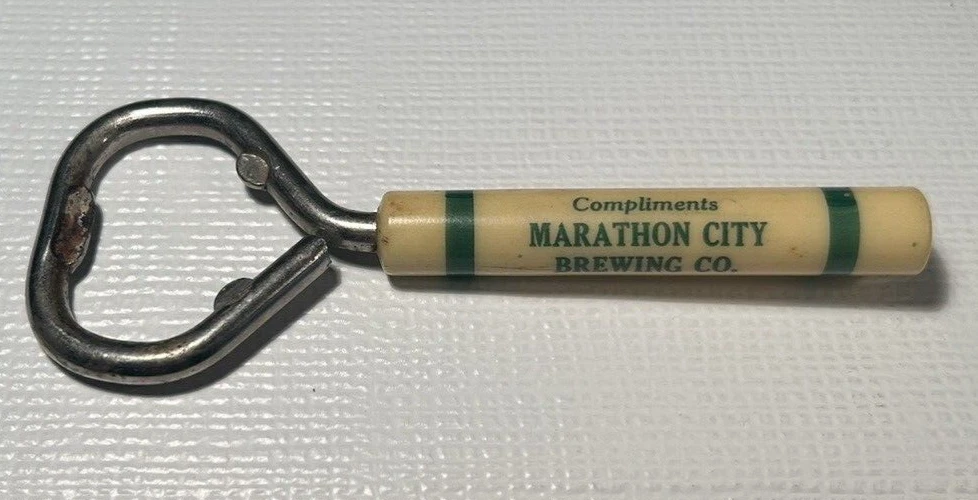 Compliments
MARATHON CITY
BREWING CO.